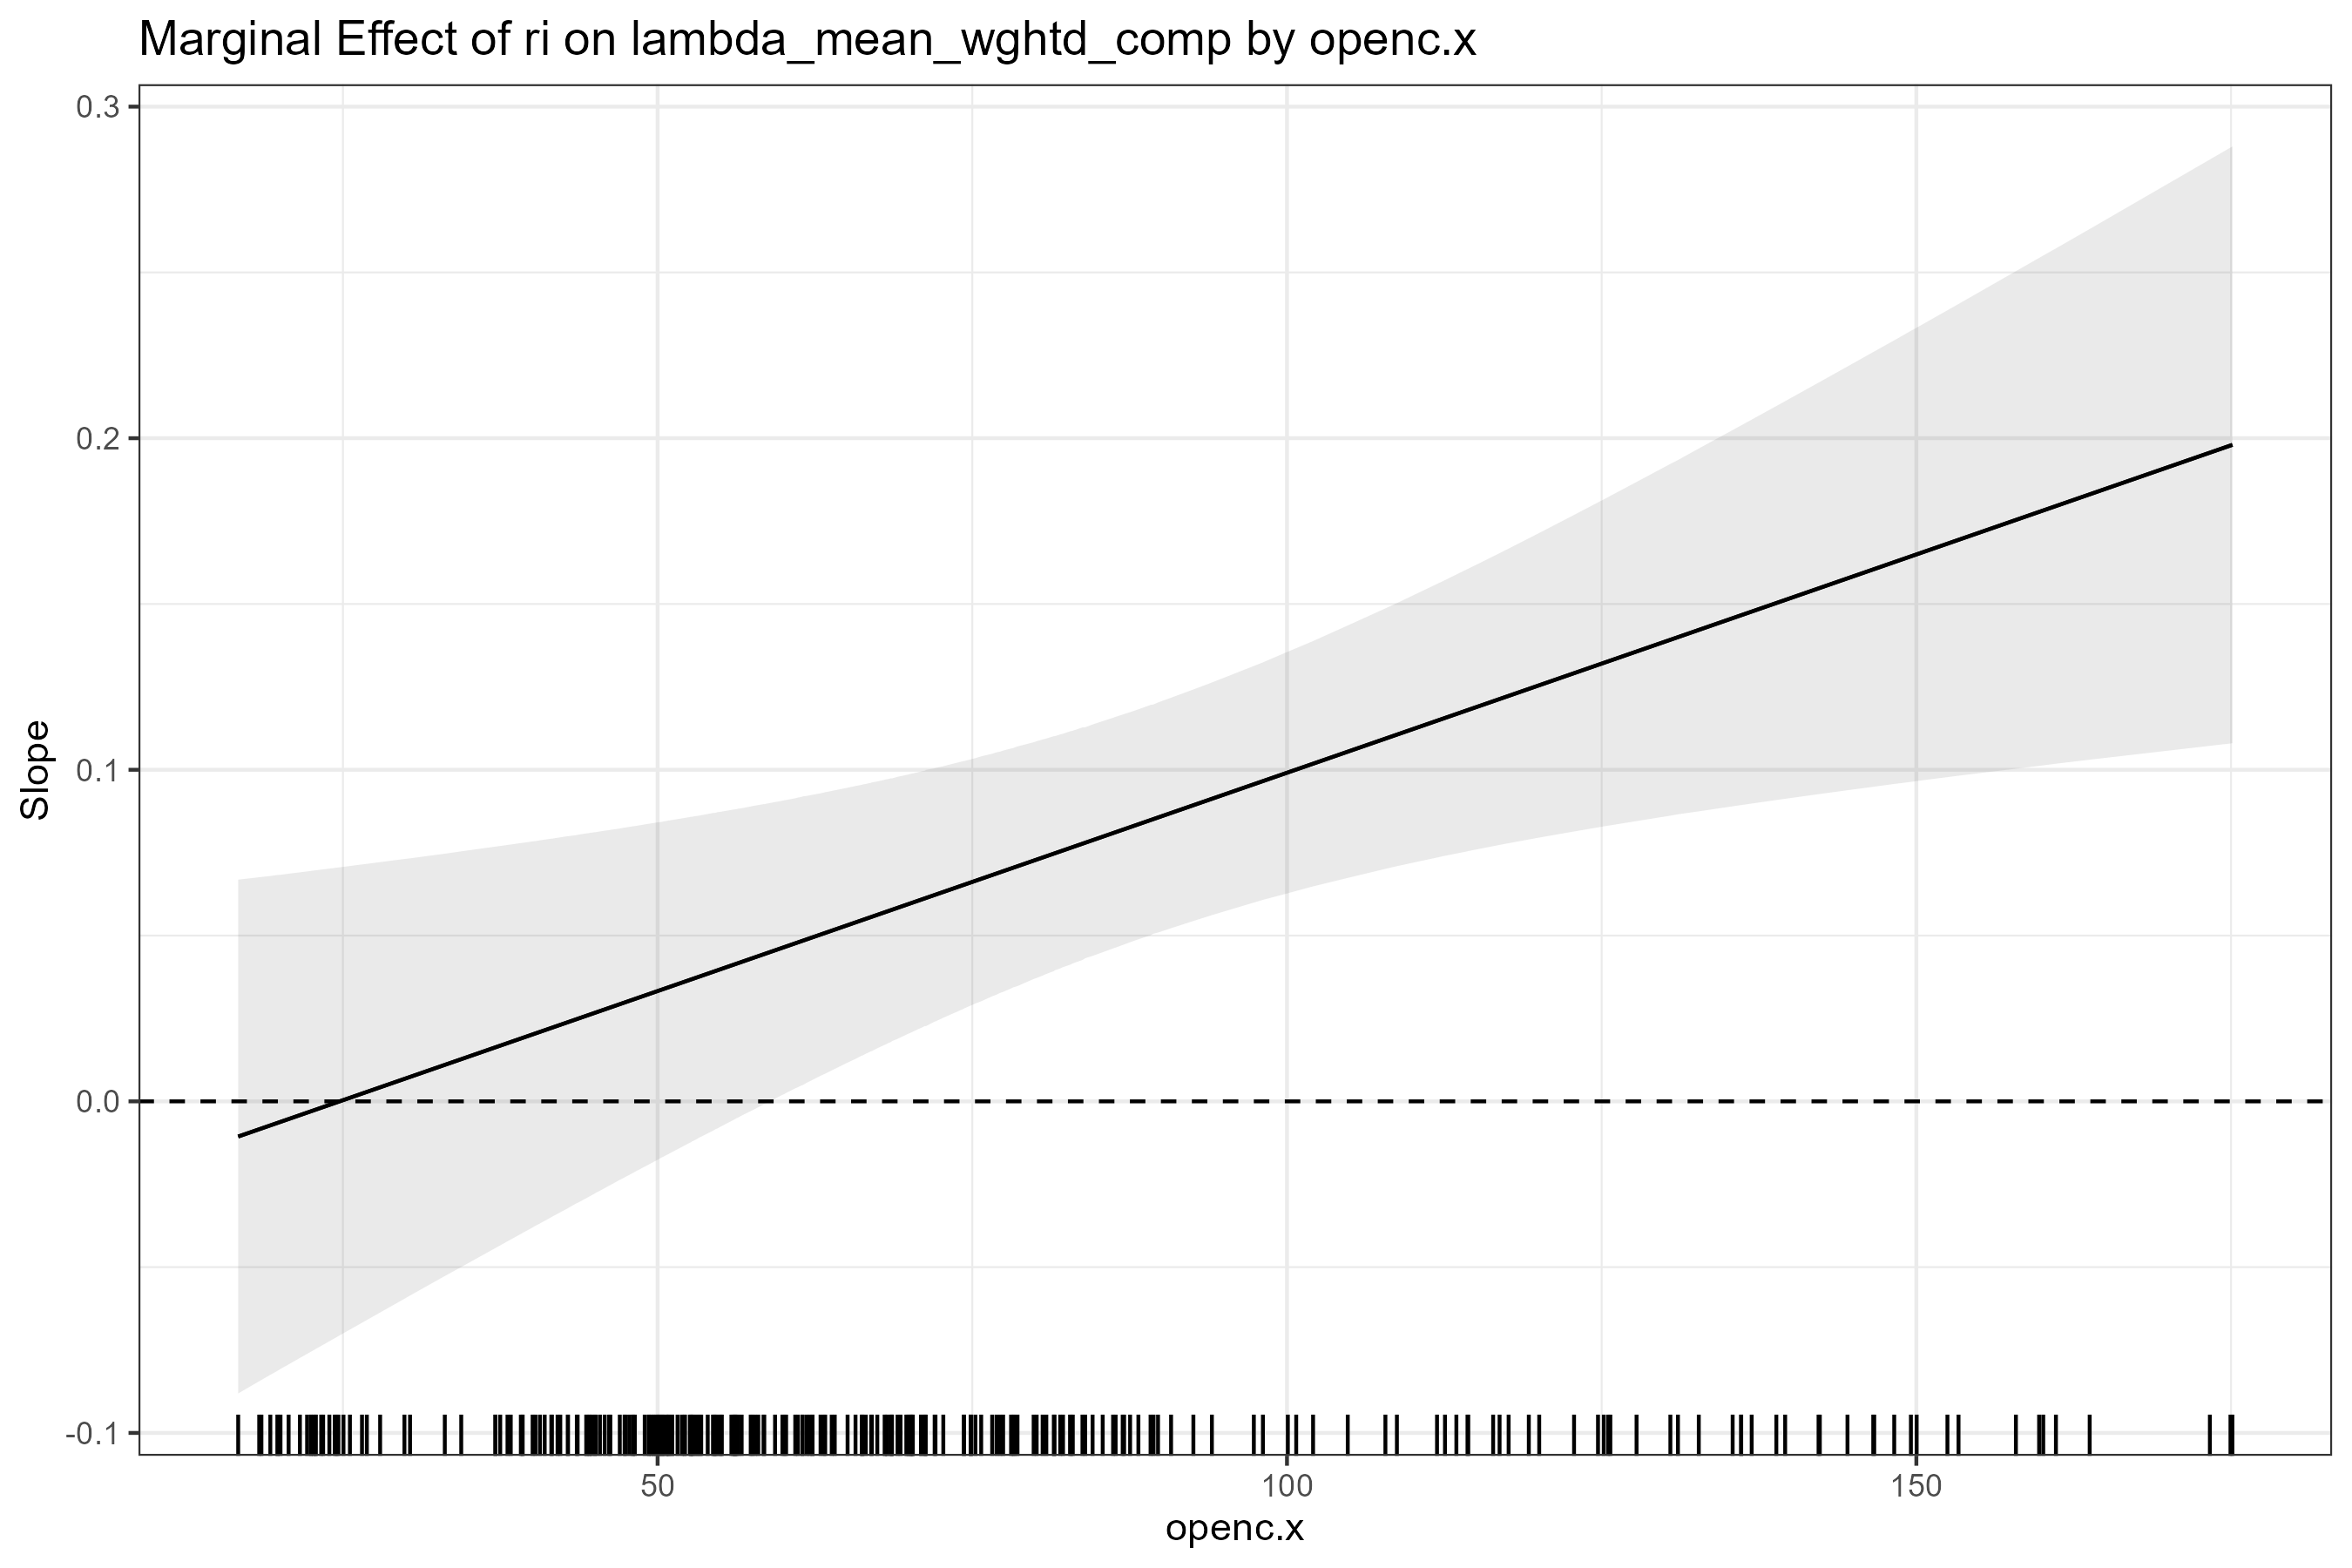 Marginal Effect of ri on lambda_mean_wghtd_comp by openc.x
0.3
0.2
0.1
0.0
-0.1
Slope
50
100
150
openc.x